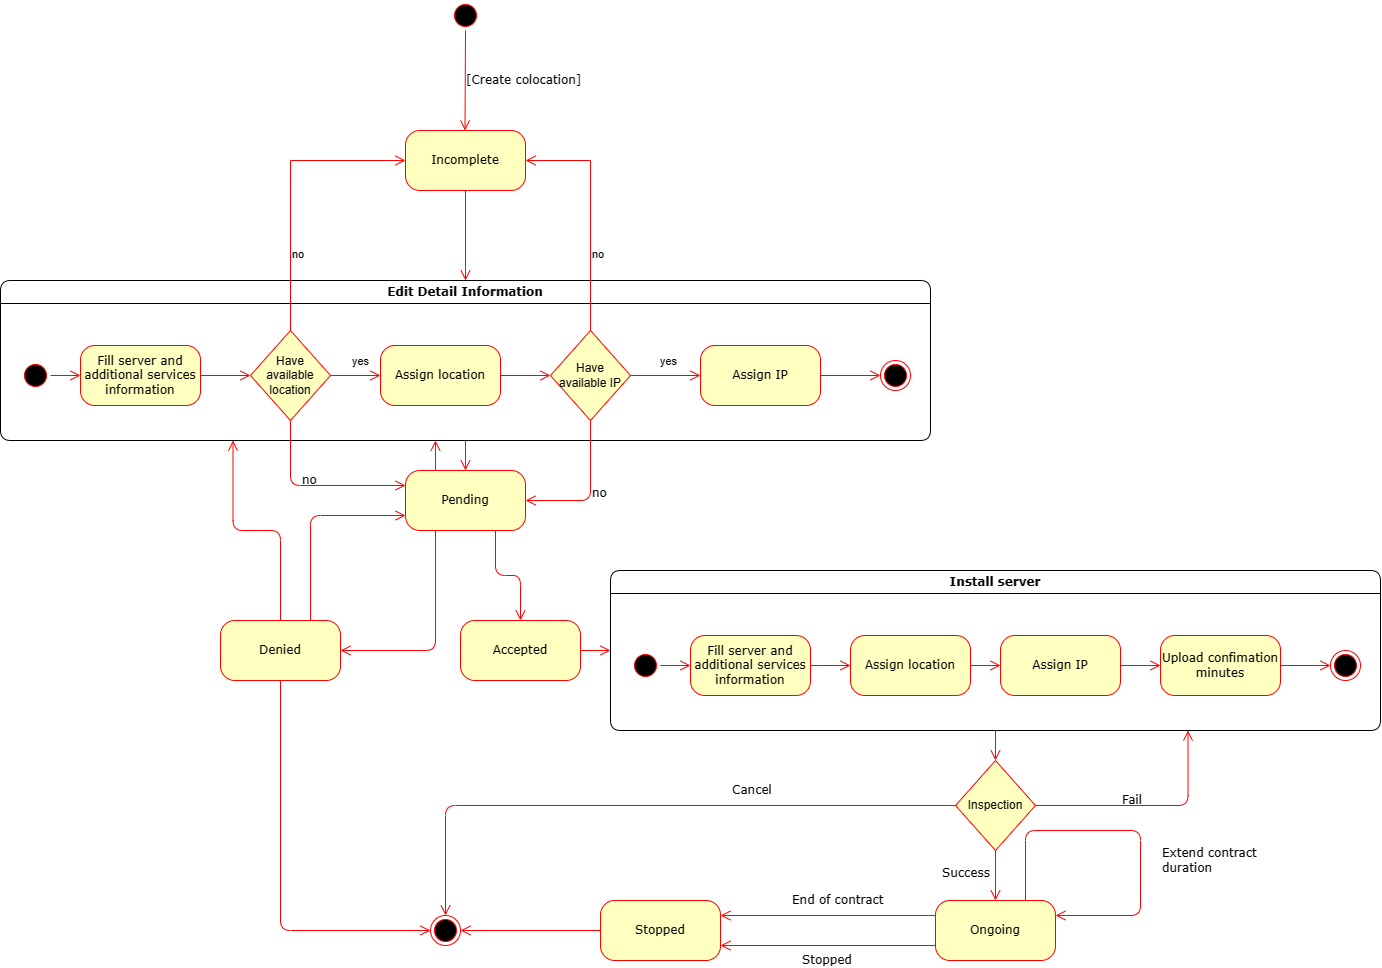 [Create colocation]
Incomplete
no
no
Edit Detail Information
Fill server and
additional services
information
Have
available
location
yes
Assign location
Have
available IP
yes
Assign IP
no
Pending
no
Install server
Denied
Accepted
Fill server and
additional services
information
Assign location
Assign IP
Upload confimation
minutes
Cancel
Inspection
Fail
Extend contract
duration
Success
End of contract
Stopped
Ongoing
Stopped